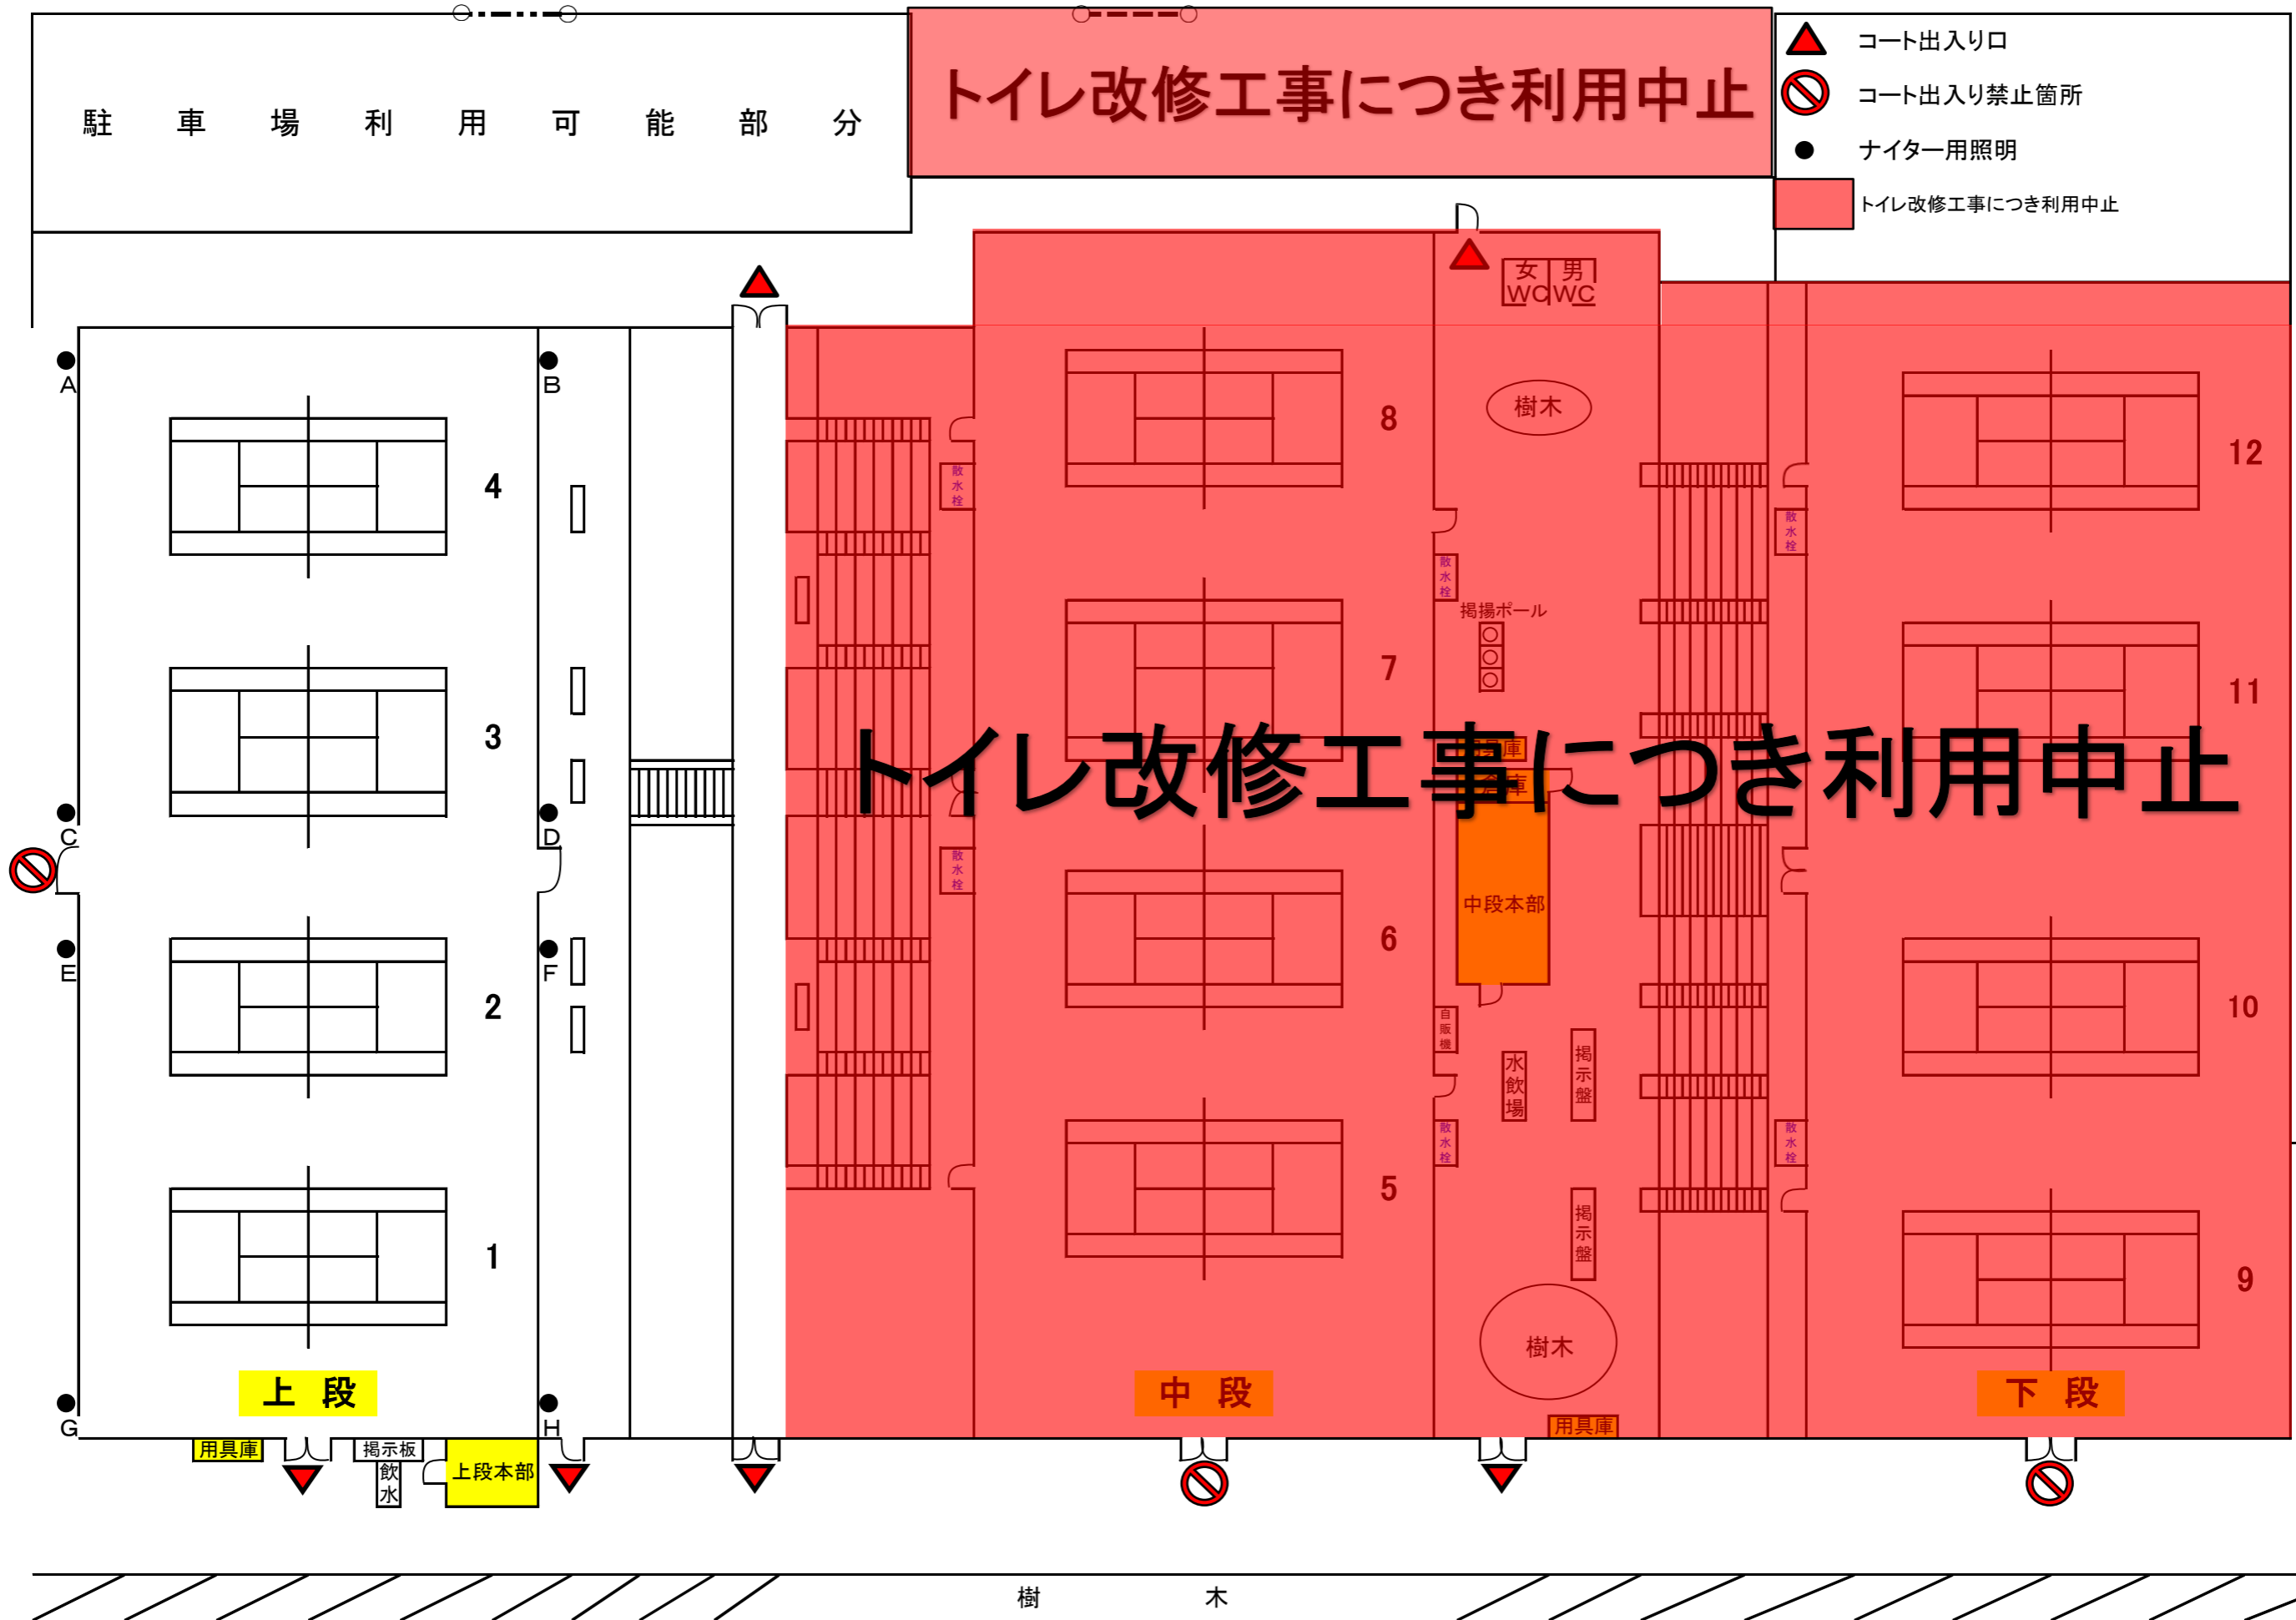 駐車場利用可能部分
トイレ改修工事につき利用中止
コート出入り口
コート出入り禁止箇所
ナイター用照明
トイレ改修工事につき利用中止
女
WC
男
WC
A
B
4
8
樹木
12
散水栓
散水栓
散水栓
掲揚ポール
3
7
11
トイレ改修工事につき利用中止
倉庫
C
D
散水栓
中段本部
E
F
2
6
10
自販機
水飲場
掲示盤
散水栓
散水栓
1
5
掲示盤
9
樹木
上段
中段
下段
G
H
用具庫
用具庫
掲示板
飲水
上段本部
樹木